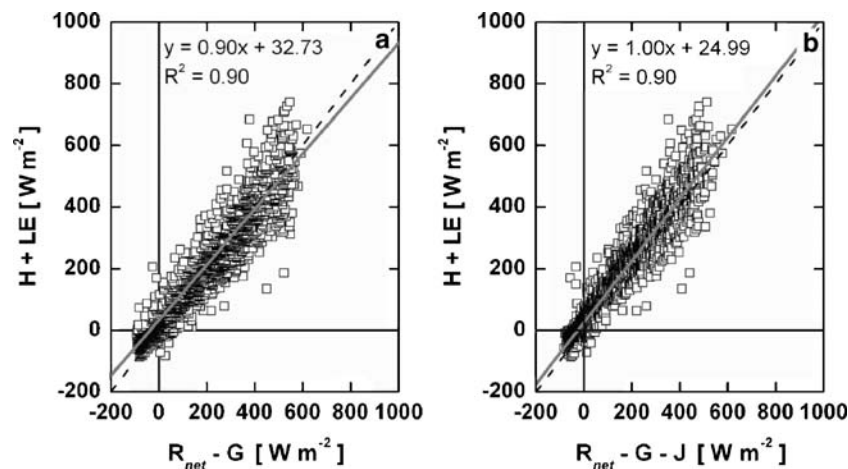 1000
800
600
400
200
0
-200
H + LE [ W m⁻² ]
y = 0.90x + 32.73
R² = 0.90
a
-200 0 200 400 600 800 1000
R_net - G [ W m⁻² ]
1000
800
600
400
200
0
-200
H + LE [ W m⁻² ]
y = 1.00x + 24.99
R² = 0.90
b
-200 0 200 400 600 800 1000
R_net - G - J [ W m⁻² ]